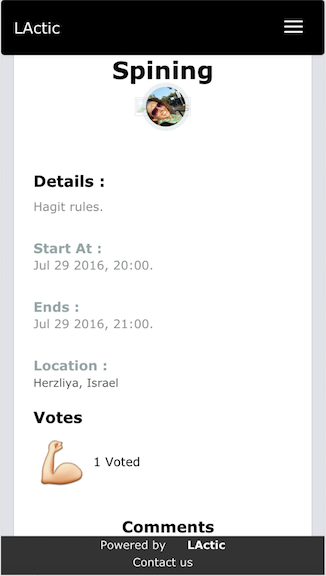 LActic
Spining
Details :
Hagit rules.
Start At :
Jul 29 2016, 20:00.
Ends :
Jul 29 2016, 21:00.
Location :
Herzliya, Israel
Votes
1 Voted
Comments
Powered by LActic
Contact us